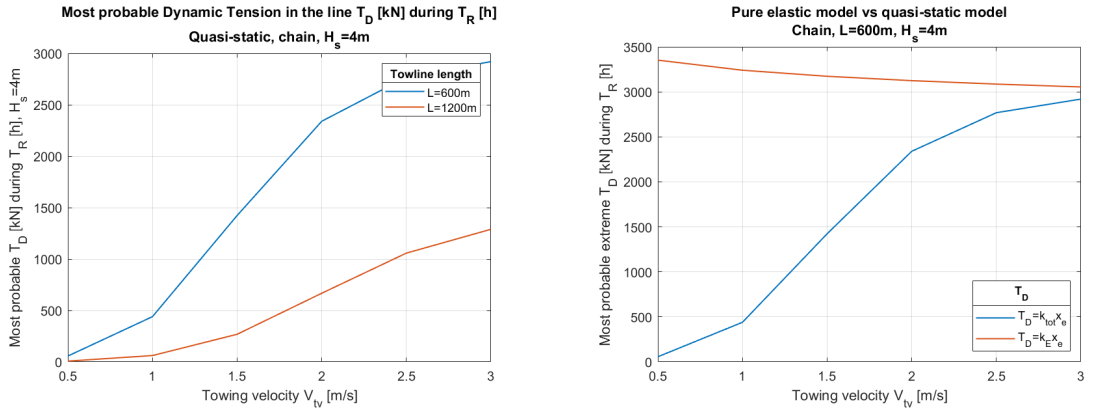 Most probable Dynamic Tension in the line T_D [kN] during T_R [h]
Quasi-static, chain, H_s=4m
Most probable T_D [kN] during T_R [h], H_s=4m
3000
2500
2000
1500
1000
500
0
Towline length
L=600m
L=1200m
0.5 1 1.5 2 2.5 3
Towing velocity V_tv [m/s]
Pure elastic model vs quasi-static model
Chain, L=600m, H_s=4m
Most probable extreme T_D [kN] during T_R [h]
3500
3000
2500
2000
1500
1000
500
0
T_D
T_D=k_tot x_e
T_D=k_E x_e
0.5 1 1.5 2 2.5 3
Towing velocity V_tv [m/s]